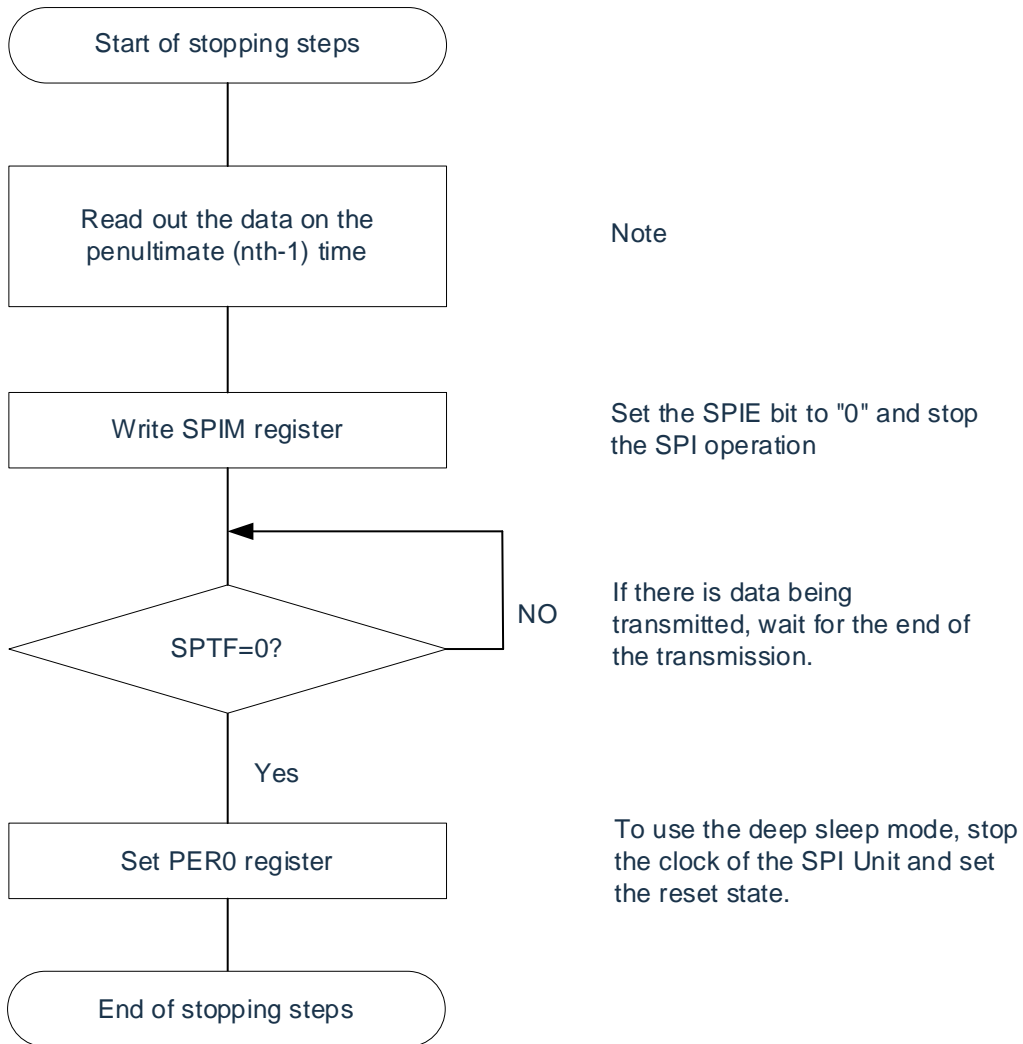 Start of stopping steps
Read out the data on the
penultimate (nth-1) time
Note
Write SPIM register
Set the SPIE bit to "0" and stop
the SPI operation
SPTF=0?
NO
If there is data being
transmitted, wait for the end of
the transmission.
Yes
Set PER0 register
To use the deep sleep mode, stop
the clock of the SPI Unit and set
the reset state.
End of stopping steps